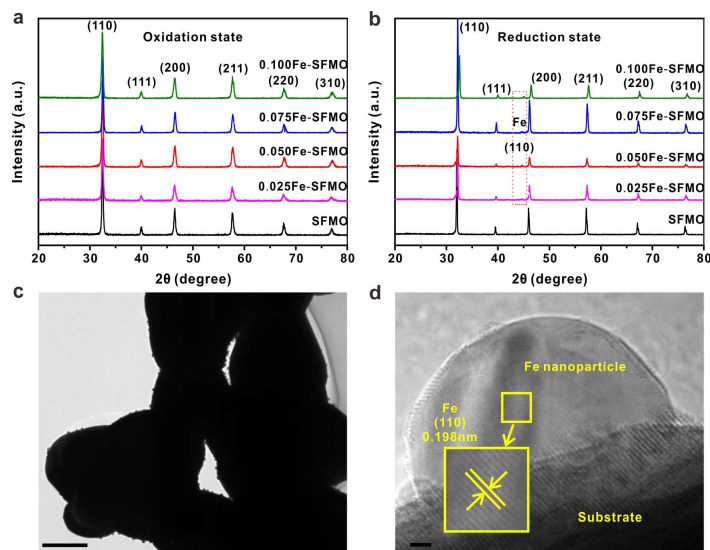 a
Oxidation state
(110)
(111)
(200)
(211)
(220)
(310)
0.100Fe-SFMO
0.075Fe-SFMO
0.050Fe-SFMO
0.025Fe-SFMO
SFMO
Intensity (a.u.)
20 30 40 50 60 70 80
2θ (degree)
b
Reduction state
(110)
(111)
(200)
(211)
(220)
(310)
0.100Fe-SFMO
Fe
0.075Fe-SFMO
(110)
0.050Fe-SFMO
0.025Fe-SFMO
SFMO
Intensity (a.u.)
20 30 40 50 60 70 80
2θ (degree)
c
d
Fe nanoparticle
Fe
(110)
0.198nm
Substrate